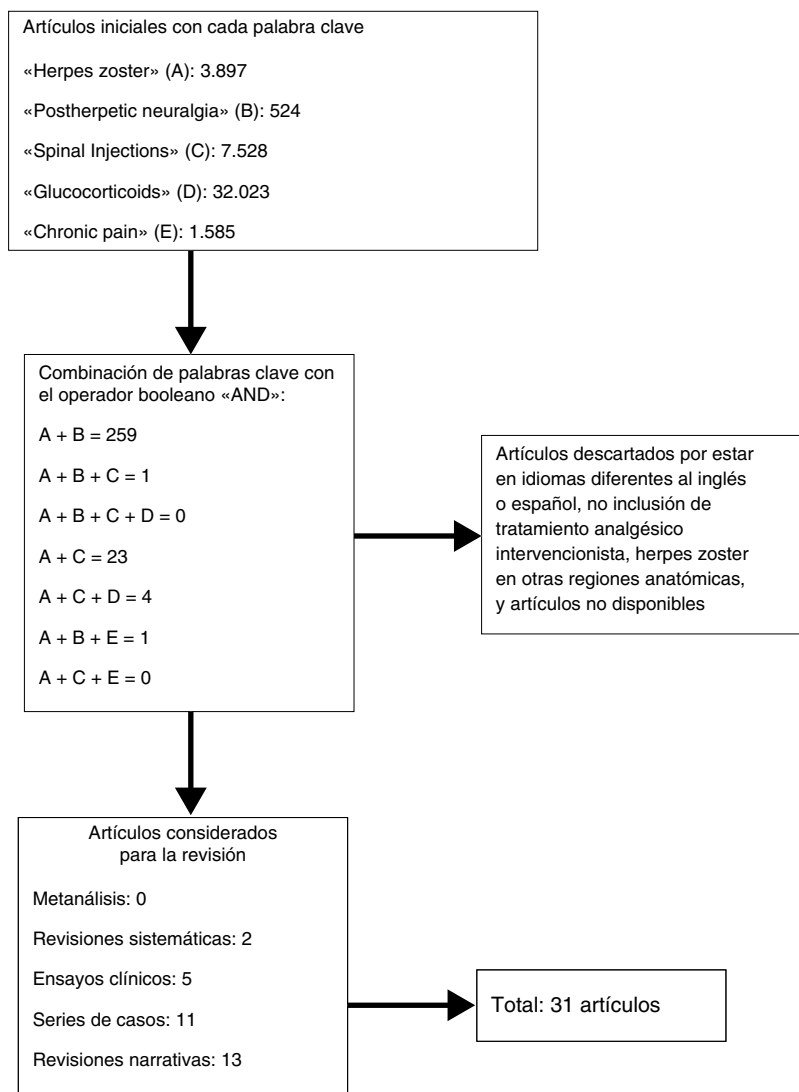 Artículos iniciales con cada palabra clave
«Herpes zoster» (A): 3.897
«Postherpetic neuralgia» (B): 524
«Spinal Injections» (C): 7.528
«Glucocorticoids» (D): 32.023
«Chronic pain» (E): 1.585
Combinación de palabras clave con
el operador booleano «AND»:
A + B = 259
A + B + C = 1
A + B + C + D = 0
A + C = 23
A + C + D = 4
A + B + E = 1
A + C + E = 0
Artículos descartados por estar
en idiomas diferentes al inglés
o español, no inclusión de
tratamiento analgésico
intervencionista, herpes zoster
en otras regiones anatómicas,
y artículos no disponibles
Artículos considerados
para la revisión
Metanálisis: 0
Revisiones sistemáticas: 2
Ensayos clínicos: 5
Series de casos: 11
Revisiones narrativas: 13
Total: 31 artículos